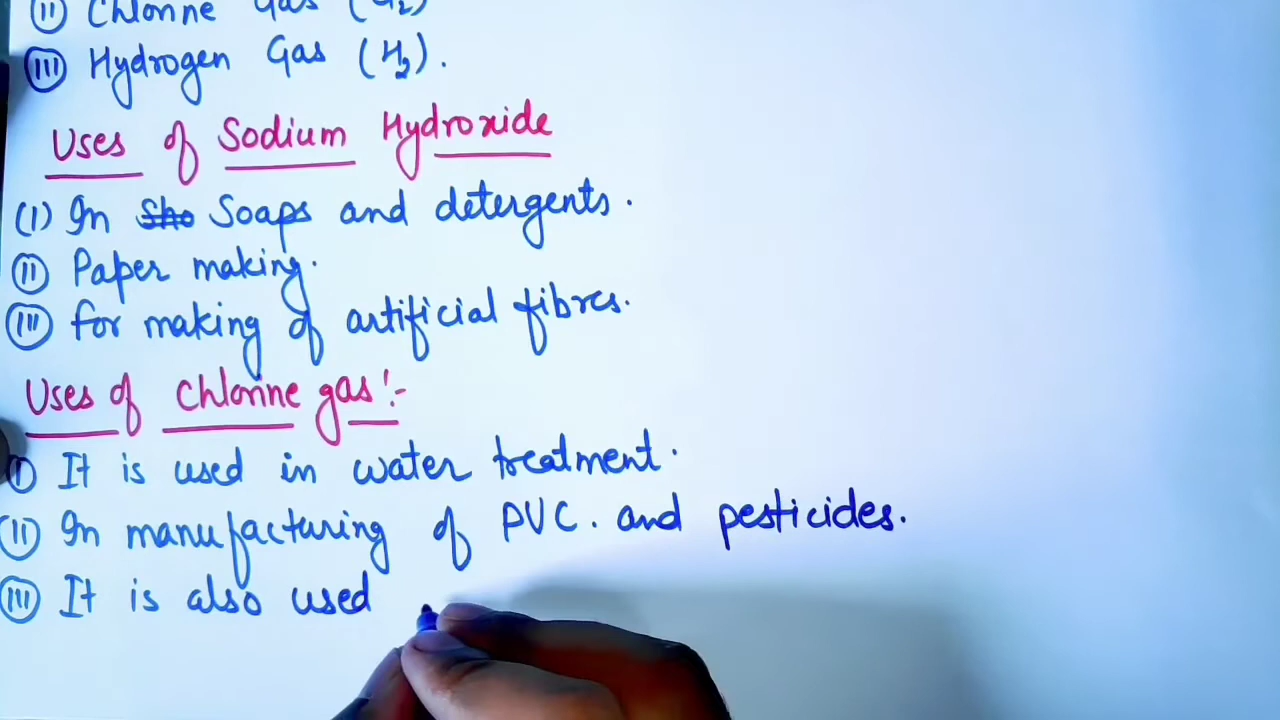 (II) Chlorine Gas (Cl2)
(III) Hydrogen Gas (H2).
Uses of Sodium Hydroxide
(I) In Soaps and detergents.
(II) Paper making.
(III) for making of artificial fibres.
Uses of Chlorine gas:-
(I) It is used in water treatment.
(II) In manufacturing of PVC. and pesticides.
(III) It is also used